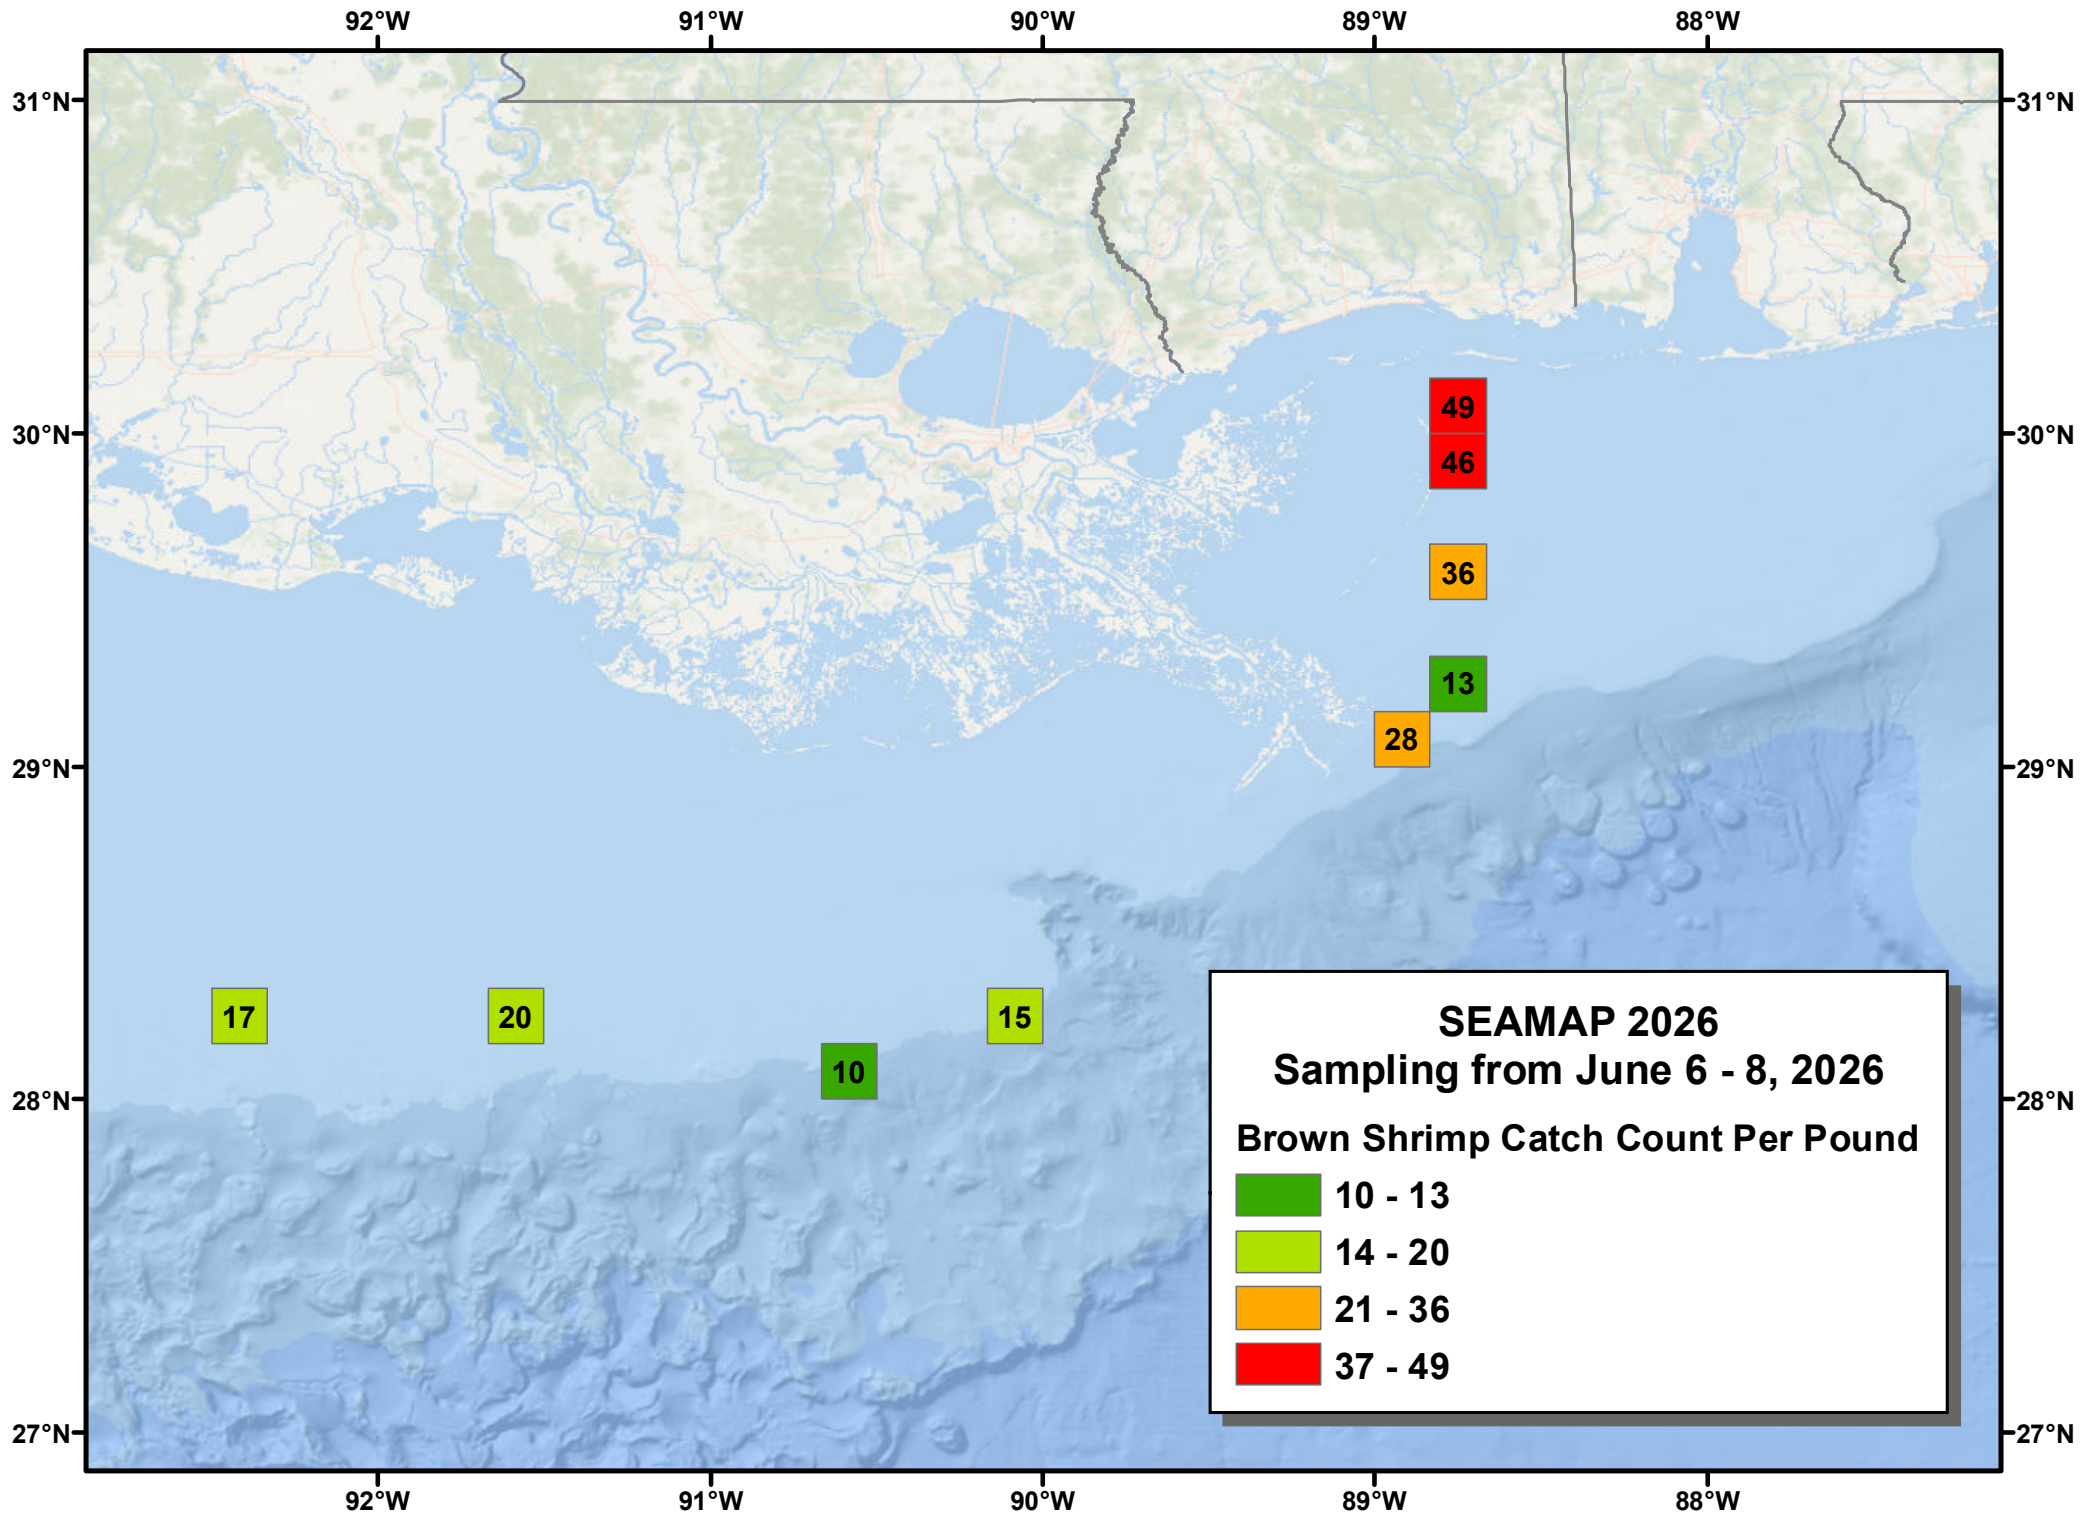 92°W 91°W 90°W 89°W 88°W
31°N 31°N
49
30°N 30°N
46
36
13
28
29°N 29°N
17 20 15
10
28°N 28°N
SEAMAP 2026
Sampling from June 6 - 8, 2026
Brown Shrimp Catch Count Per Pound
10 - 13
14 - 20
21 - 36
37 - 49
27°N 27°N
92°W 91°W 90°W 89°W 88°W